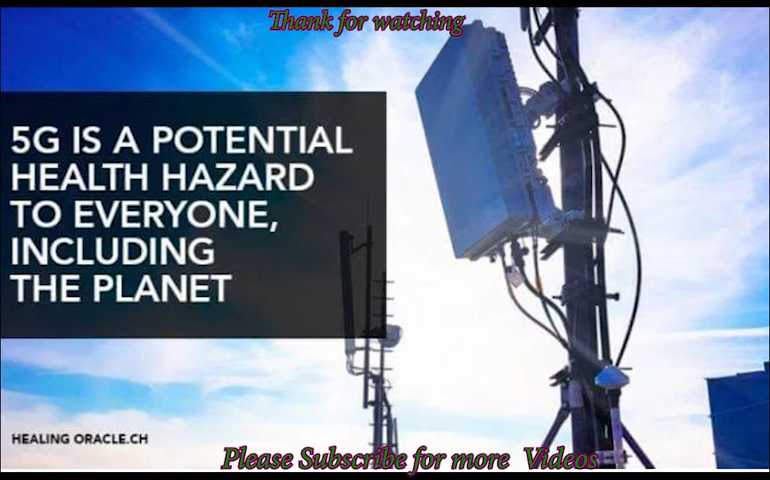 Thank for watching
5G IS A POTENTIAL
HEALTH HAZARD
TO EVERYONE,
INCLUDING
THE PLANET
HEALING ORACLE.CH
Please Subscribe for more Videos